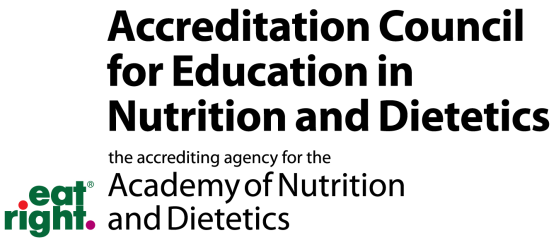 Accreditation Council
for Education in
Nutrition and Dietetics
the accrediting agency for the
eat® Academy of Nutrition
right. and Dietetics